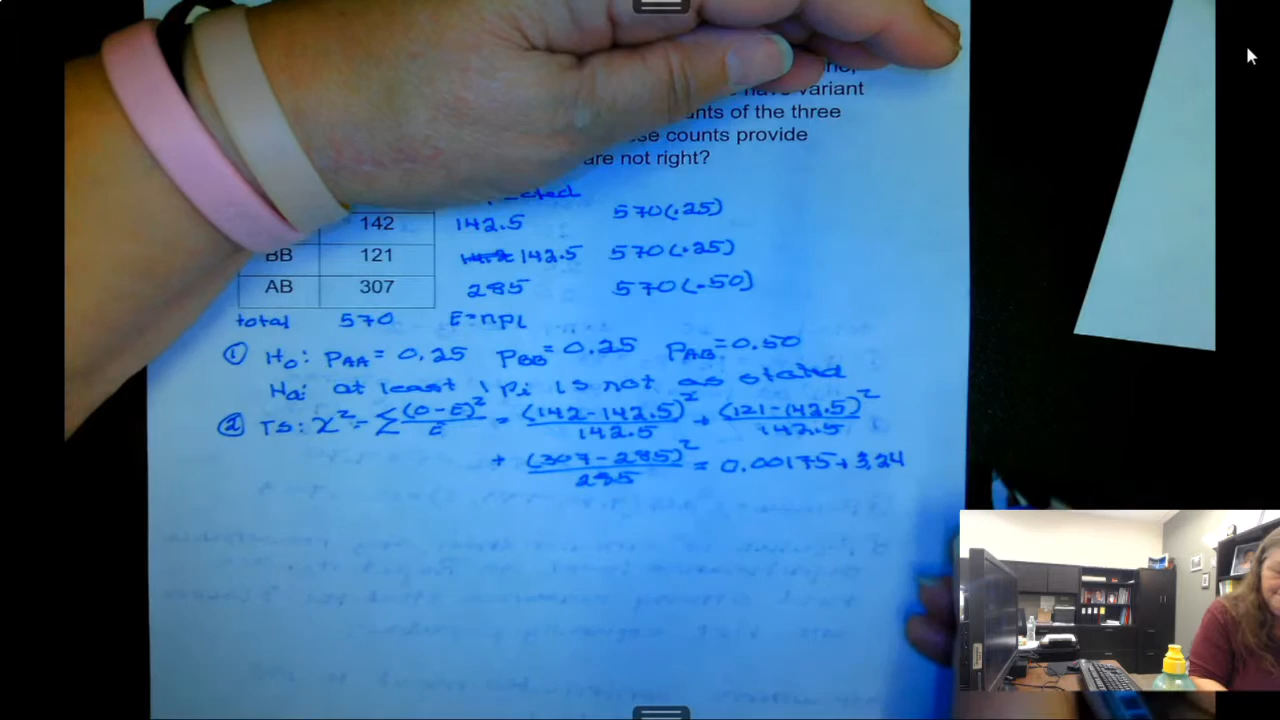 have variant
of the three
counts provide
are not right?
142 142.5 570(.25)
BB 121 142.5 570(.25)
AB 307 285 570(.50)
total 570 E=npi
① Ho: PAA = 0.25 PBB = 0.25 PAB = 0.50
Ha: at least 1 pi is not as stated
② TS: χ² = Σ (O-E)²/E = (142-142.5)²/142.5 + (121-142.5)²/142.5
+ (307-285)²/285 = 0.00175 + 3.24